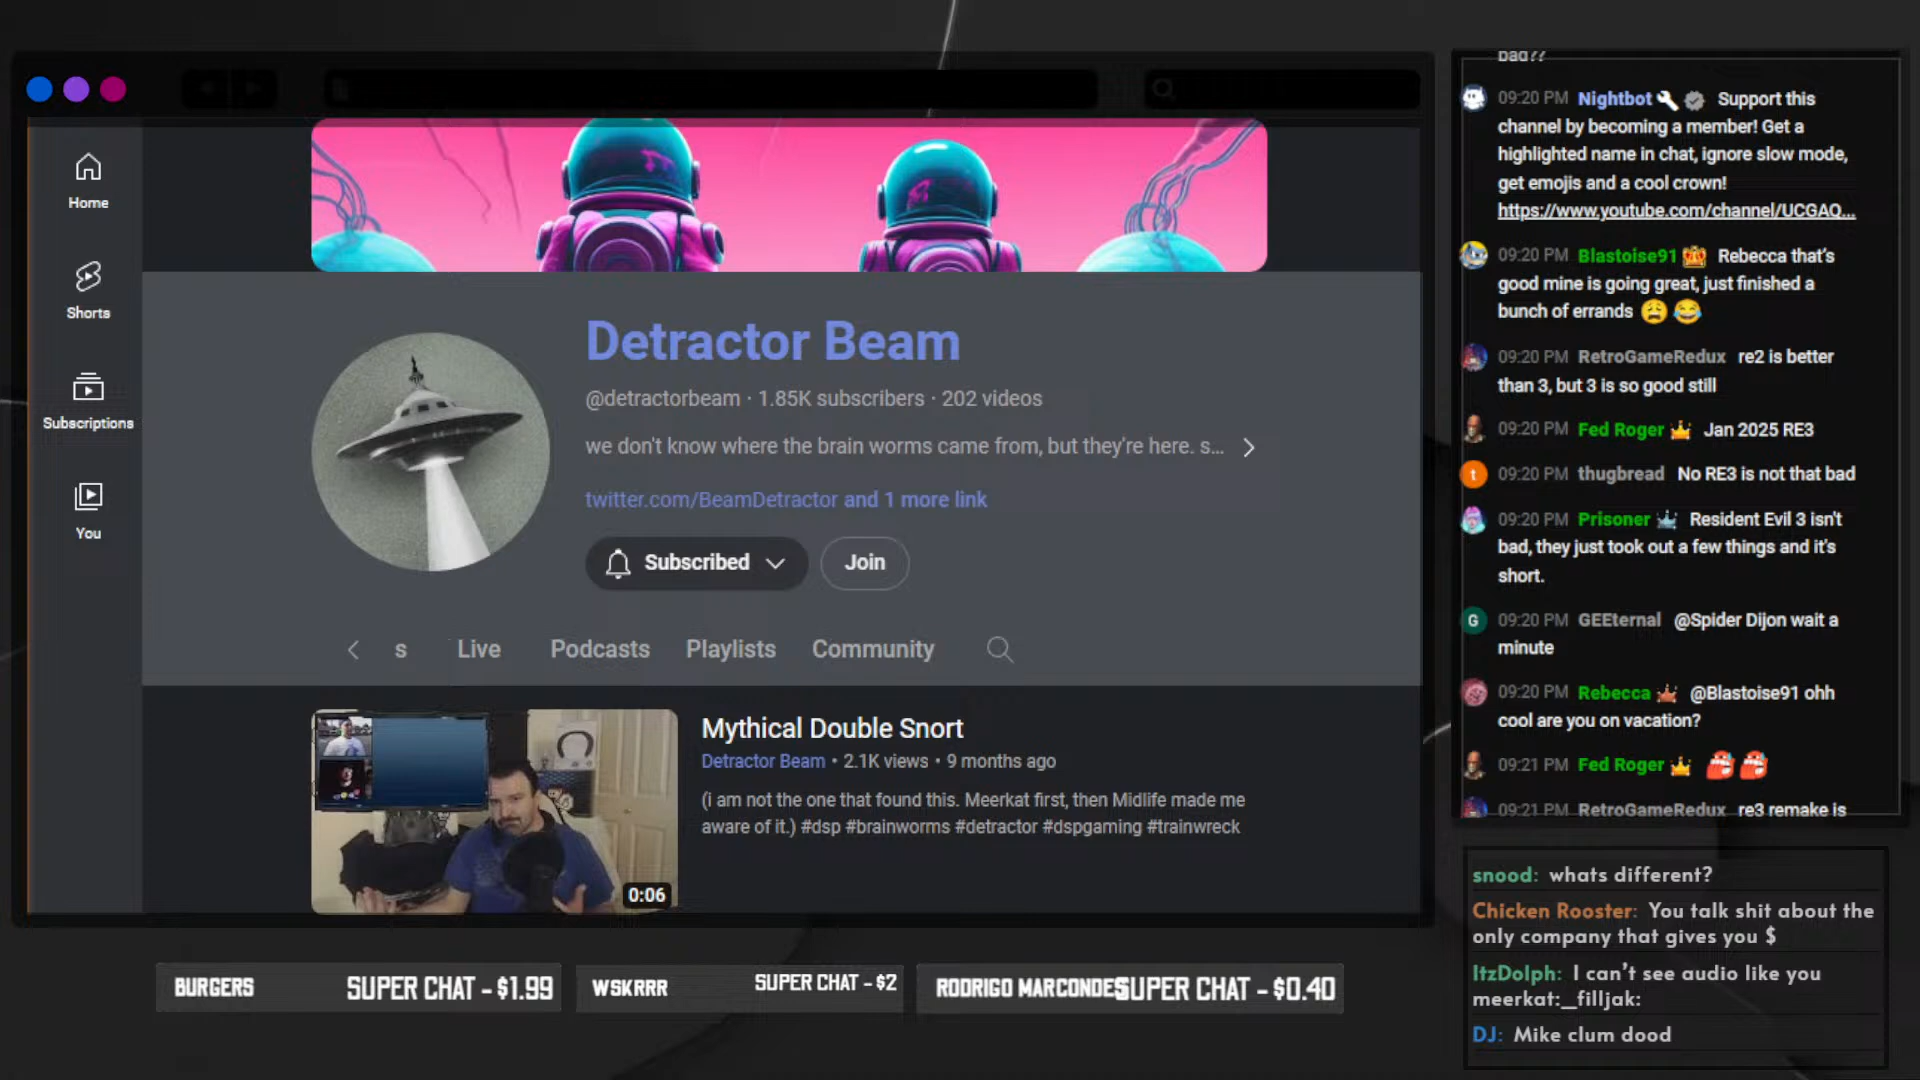 Home
Shorts
Subscriptions
You
Detractor Beam
@detractorbeam · 1.85K subscribers · 202 videos
we don't know where the brain worms came from, but they're here. s...
twitter.com/BeamDetractor and 1 more link
Subscribed
Join
s Live Podcasts Playlists Community
0:06
Mythical Double Snort
Detractor Beam • 2.1K views • 9 months ago
(i am not the one that found this. Meerkat first, then Midlife made me
aware of it.) #dsp #brainworms #detractor #dspgaming #trainwreck
BURGERS SUPER CHAT - $1.99
WSKRRR SUPER CHAT - $2
RODRIGO MARCONDES SUPER CHAT - $0.40
bad??
09:20 PM Nightbot Support this
channel by becoming a member! Get a
highlighted name in chat, ignore slow mode,
get emojis and a cool crown!
https://www.youtube.com/channel/UCGAQ...
09:20 PM Blastoise91 Rebecca that's
good mine is going great, just finished a
bunch of errands
09:20 PM RetroGameRedux re2 is better
than 3, but 3 is so good still
09:20 PM Fed Roger Jan 2025 RE3
t 09:20 PM thugbread No RE3 is not that bad
09:20 PM Prisoner Resident Evil 3 isn't
bad, they just took out a few things and it's
short.
G 09:20 PM GEEternal @Spider Dijon wait a
minute
09:20 PM Rebecca @Blastoise91 ohh
cool are you on vacation?
09:21 PM Fed Roger
09:21 PM RetroGameRedux re3 remake is
snood: whats different?
Chicken Rooster: You talk shit about the
only company that gives you $
ItzDolph: I can't see audio like you
meerkat:_filljak:
DJ: Mike clum dood